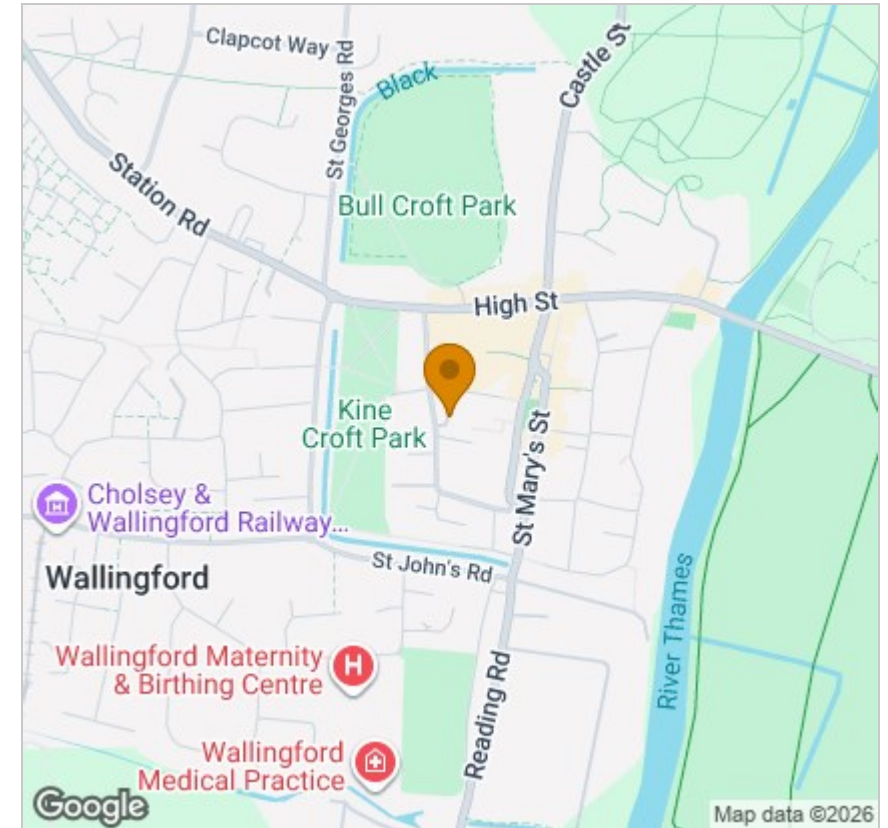 Clapcot Way
St Georges Rd
Black
Castle St
Station Rd
Bull Croft Park
High St
Kine
Croft Park
St Mary's St
Cholsey &
Wallingford Railway...
St John's Rd
Wallingford
River Thames
Wallingford Maternity
& Birthing Centre
H
Reading Rd
Wallingford
Medical Practice
Google
Map data ©2026